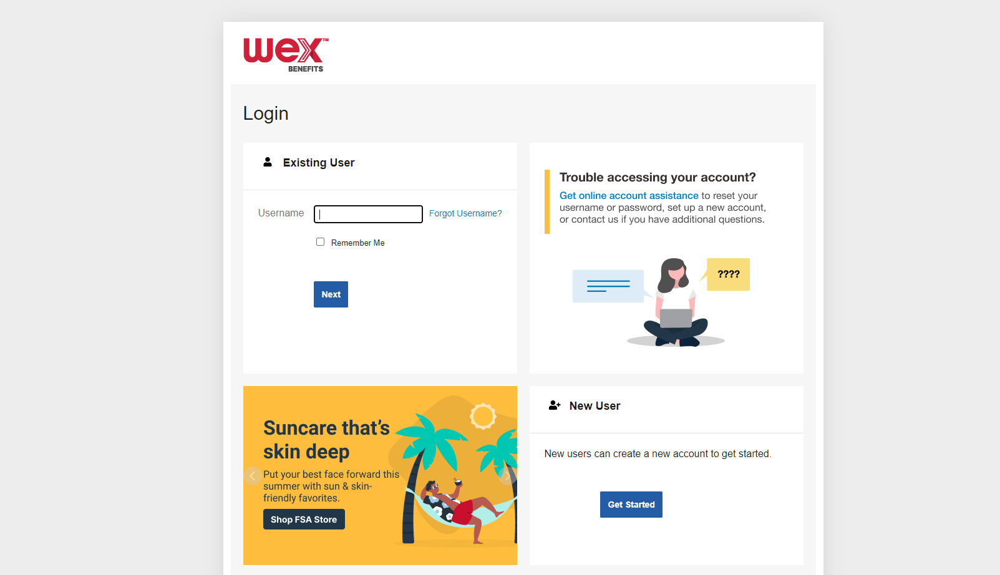 wex™
BENEFITS
Login
Existing User
Username
Forgot Username?
Remember Me
Next
Trouble accessing your account?
Get online account assistance to reset your
username or password, set up a new account,
or contact us if you have additional questions.
????
Suncare that’s
skin deep
Put your best face forward this
summer with sun & skin-
friendly favorites.
Shop FSA Store
New User
New users can create a new account to get started.
Get Started